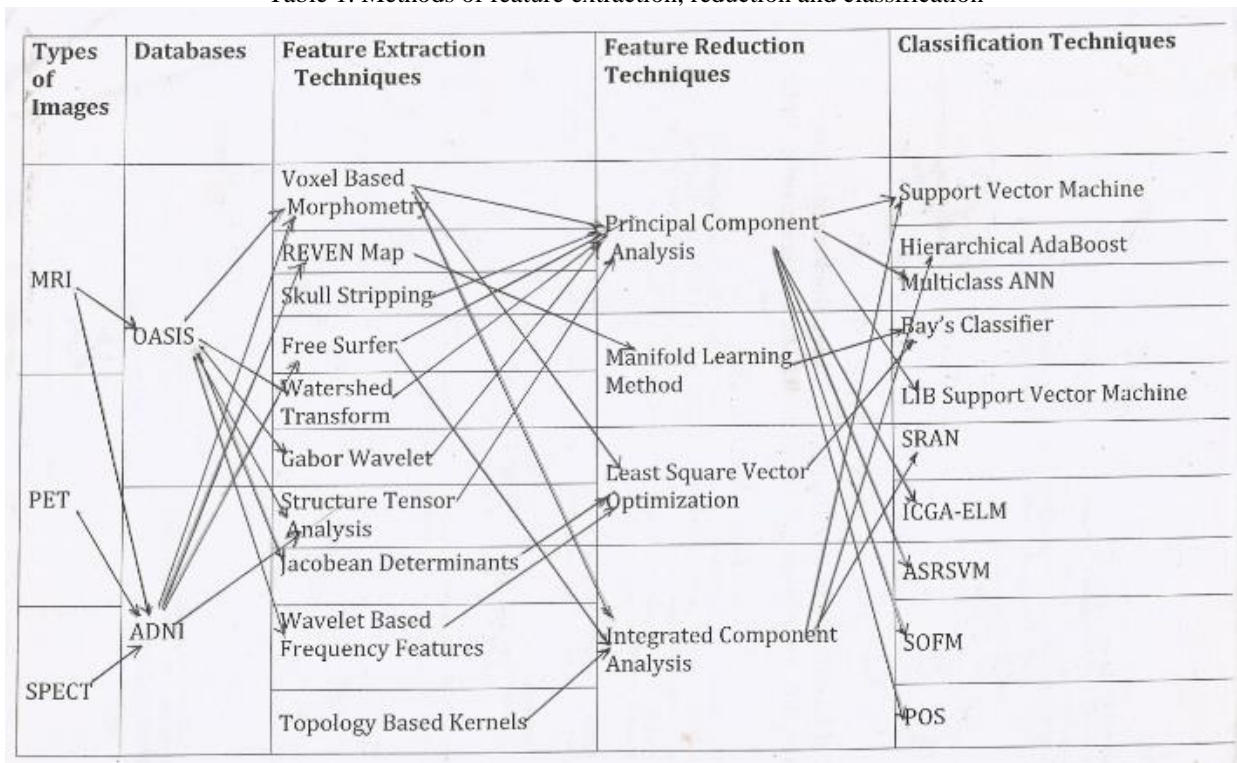 Table 1: Methods of feature extraction, reduction and classification
Types of Images
Databases
Feature Extraction Techniques
Feature Reduction Techniques
Classification Techniques
MRI
PET
SPECT
OASIS
ADNI
Voxel Based
Morphometry
REVEN Map
Skull Stripping
Free Surfer
Watershed
Transform
Gabor Wavelet
Structure Tensor
Analysis
Jacobean Determinants
Wavelet Based
Frequency Features
Topology Based Kernels
Principal Component
Analysis
Manifold Learning
Method
Least Square Vector
Optimization
Integrated Component
Analysis
Support Vector Machine
Hierarchical AdaBoost
Multiclass ANN
Bay's Classifier
LIB Support Vector Machine
SRAN
ICGA-ELM
ASRSVM
SOFM
POS